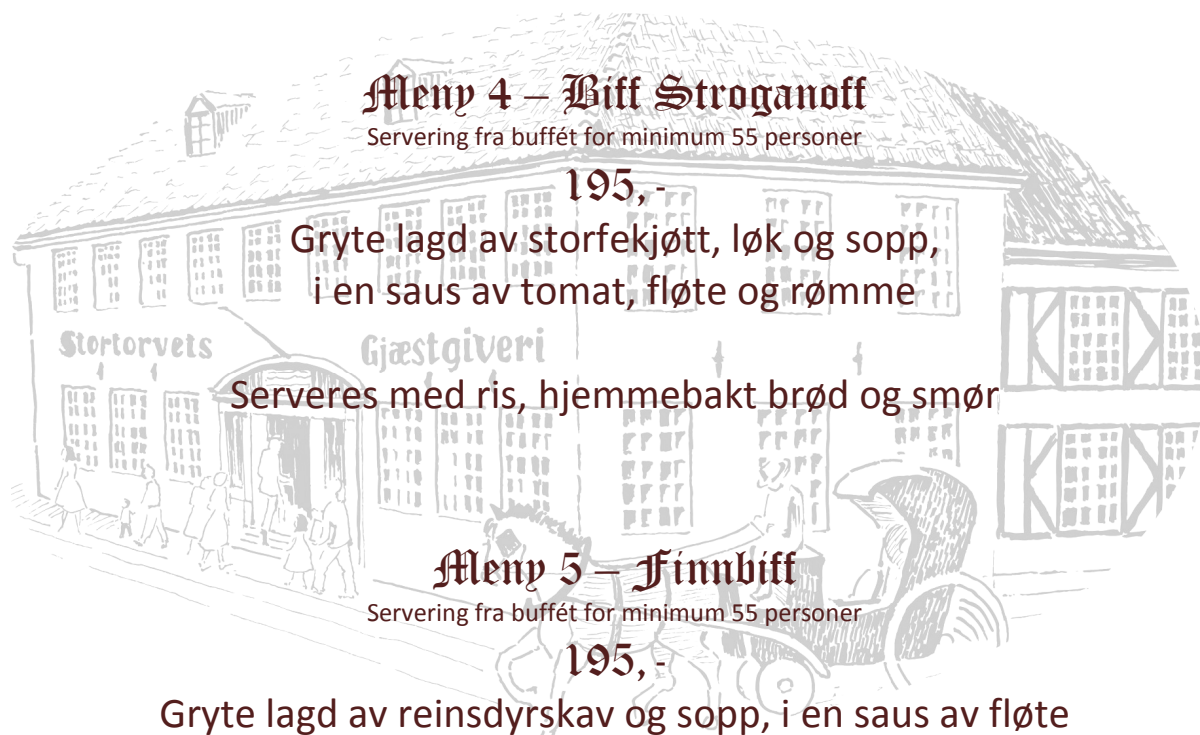 Meny 4 – Biff Stroganoff
Servering fra buffét for minimum 55 personer
195,-
Gryte lagd av storfekjøtt, løk og sopp,
i en saus av tomat, fløte og rømme
Stortorvets Gjæstgiveri
Serveres med ris, hjemmebakt brød og smør
Meny 5 – Finnbiff
Servering fra buffét for minimum 55 personer
195,-
Gryte lagd av reinsdyrskav og sopp, i en saus av fløte